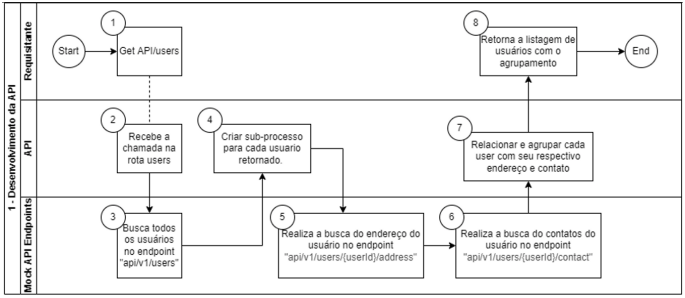 1 - Desenvolvimento da API
Requisitante
Start
1
Get API/users
8
Retorna a listagem de
usuários com o
agrupamento
End
API
2
Recebe a
chamada na
rota users
4
Criar sub-processo
para cada usuario
retornado.
7
Relacionar e agrupar cada
user com seu respectivo
endereço e contato
Mock API Endpoints
3
Busca todos
os usuários
no endpoint
"api/v1/users"
5
Realiza a busca do endereço do
usuário no endpoint
"api/v1/users/{userId}/address"
6
Realiza a busca do contatos do
usuário no endpoint
"api/v1/users/{userId}/contact"